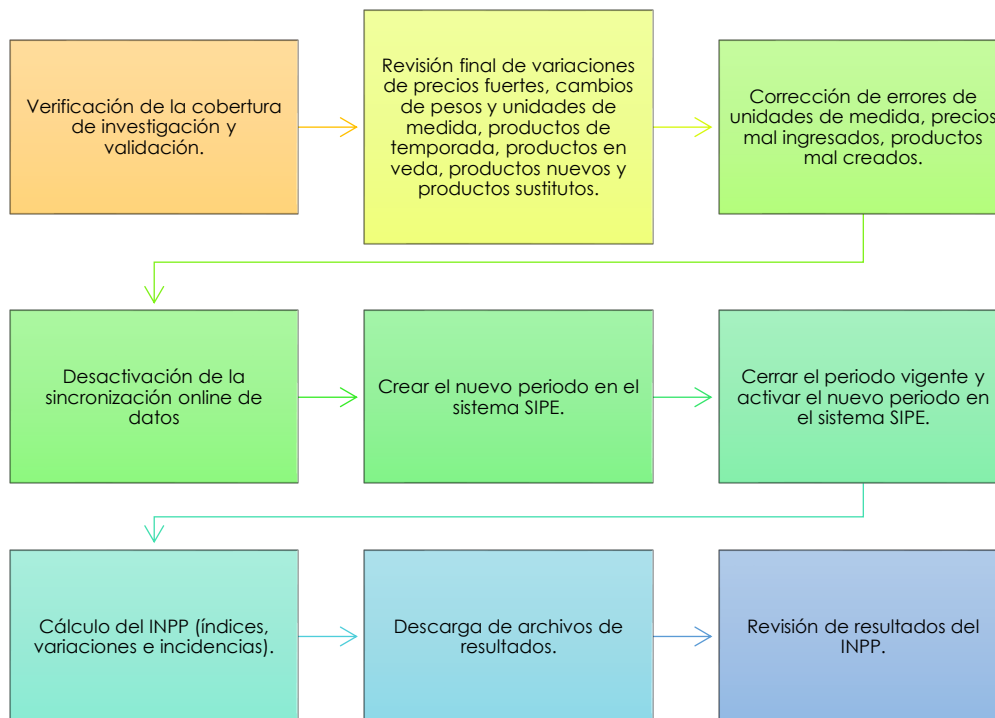 Verificación de la cobertura
de investigación y
validación.
Revisión final de variaciones
de precios fuertes, cambios
de pesos y unidades de
medida, productos de
temporada, productos en
veda, productos nuevos y
productos sustitutos.
Corrección de errores de
unidades de medida, precios
mal ingresados, productos
mal creados.
Desactivación de la
sincronización online de
datos
Crear el nuevo periodo en el
sistema SIPE.
Cerrar el periodo vigente y
activar el nuevo periodo en
el sistema SIPE.
Cálculo del INPP (índices,
variaciones e incidencias).
Descarga de archivos de
resultados.
Revisión de resultados del
INPP.